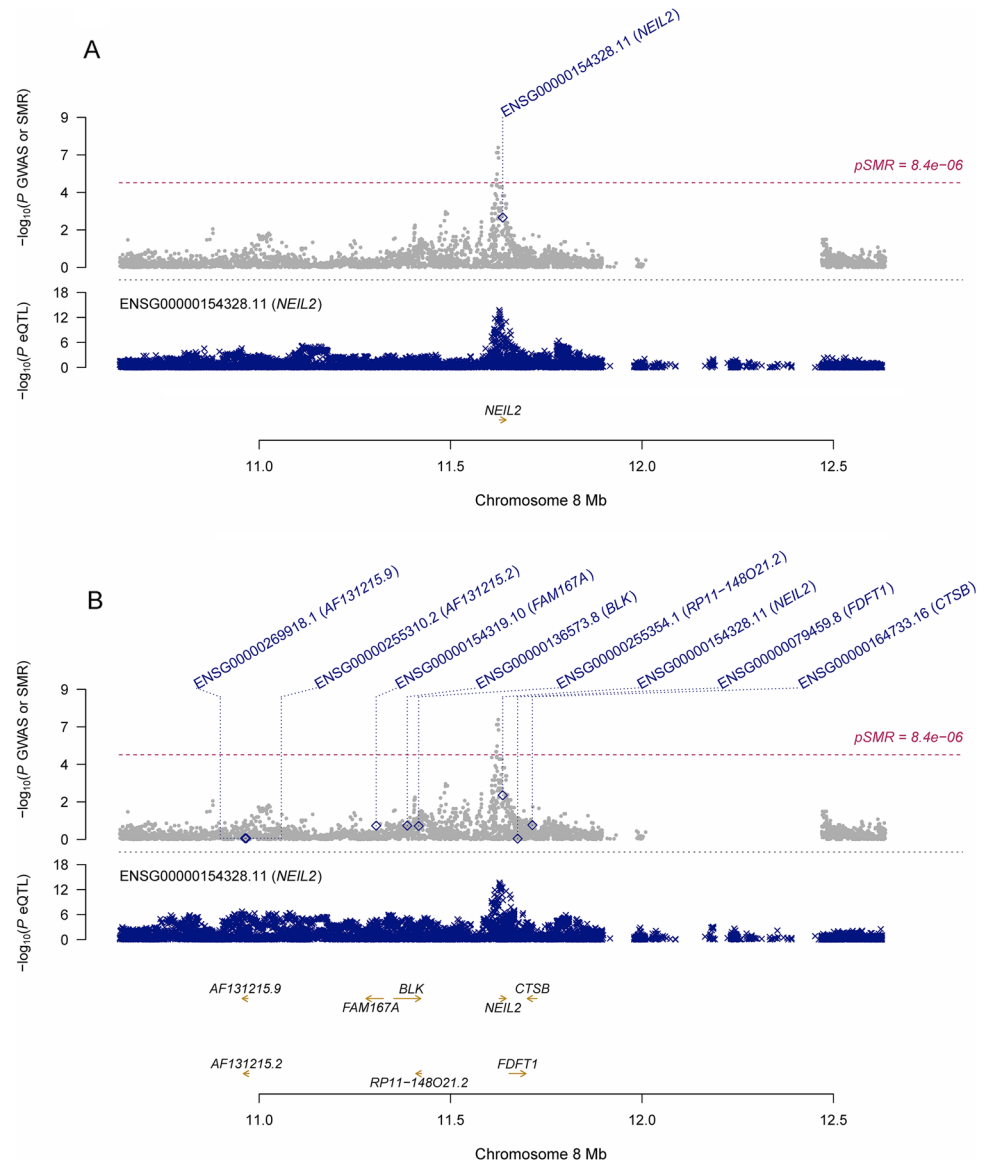 A
ENSG00000154328.11 (NEIL2)
−log10(P GWAS or SMR)
9
7
4
2
0
pSMR = 8.4e−06
−log10(P eQTL)
18
12
6
0
ENSG00000154328.11 (NEIL2)
NEIL2
11.0 11.5 12.0 12.5
Chromosome 8 Mb
B
ENSG00000269918.1 (AF131215.9)
ENSG00000255310.2 (AF131215.2)
ENSG00000154319.10 (FAM167A)
ENSG00000136573.8 (BLK)
ENSG00000255354.1 (RP11−148O21.2)
ENSG00000154328.11 (NEIL2)
ENSG00000079459.8 (FDFT1)
ENSG00000164733.16 (CTSB)
−log10(P GWAS or SMR)
9
7
4
2
0
pSMR = 8.4e−06
−log10(P eQTL)
18
12
6
0
ENSG00000154328.11 (NEIL2)
AF131215.9 BLK CTSB
FAM167A NEIL2
AF131215.2 FDFT1
RP11−148O21.2
11.0 11.5 12.0 12.5
Chromosome 8 Mb